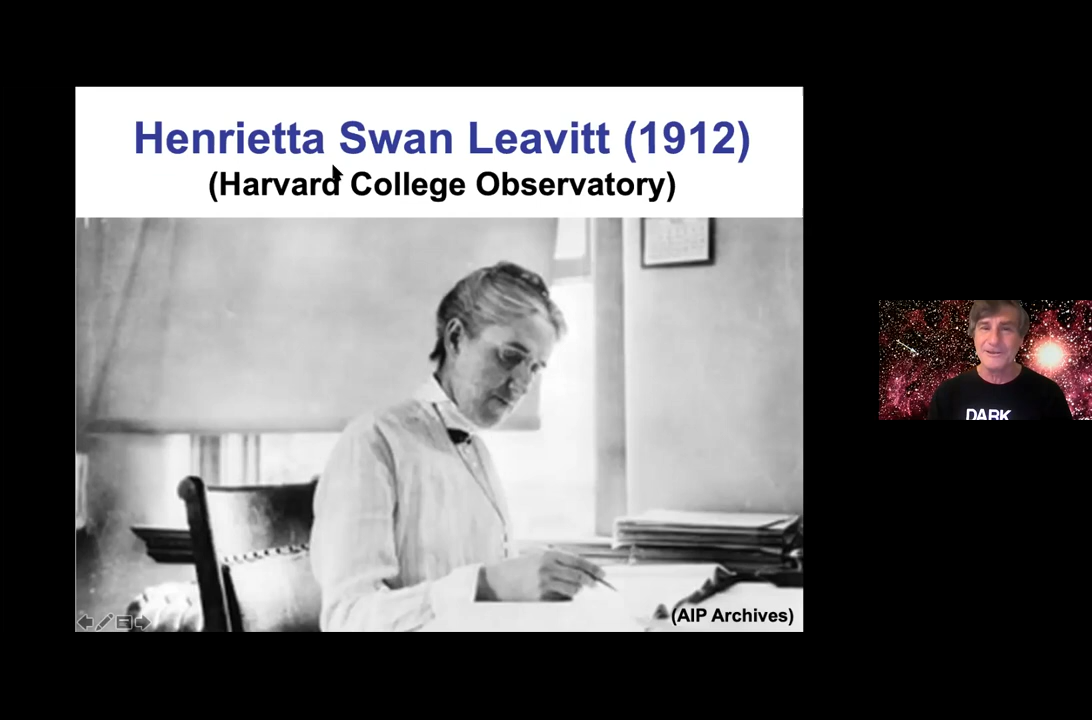 Henrietta Swan Leavitt (1912)
(Harvard College Observatory)
(AIP Archives)
DARK